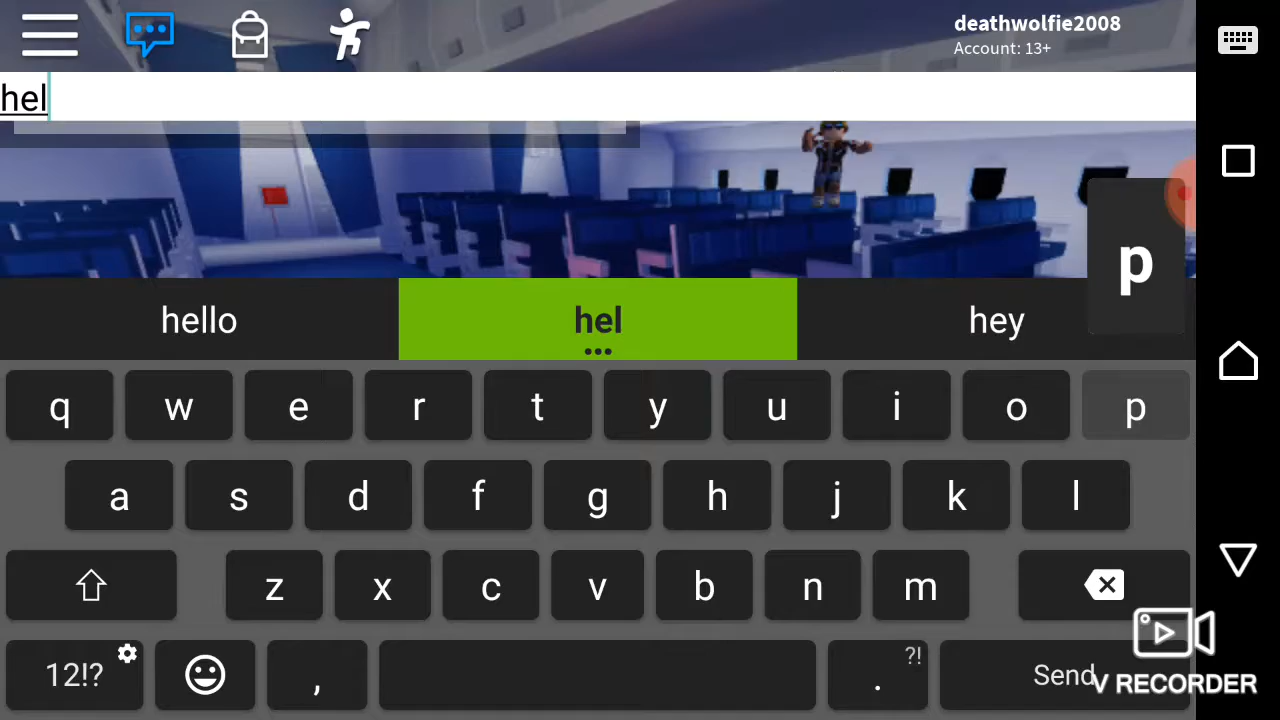 deathwolfie2008
Account: 13+
hel
p
hello
hel
hey
q w e r t y u i o p
a s d f g h j k l
z x c v b n m
12!?
,
?!
.
Send
V RECORDER